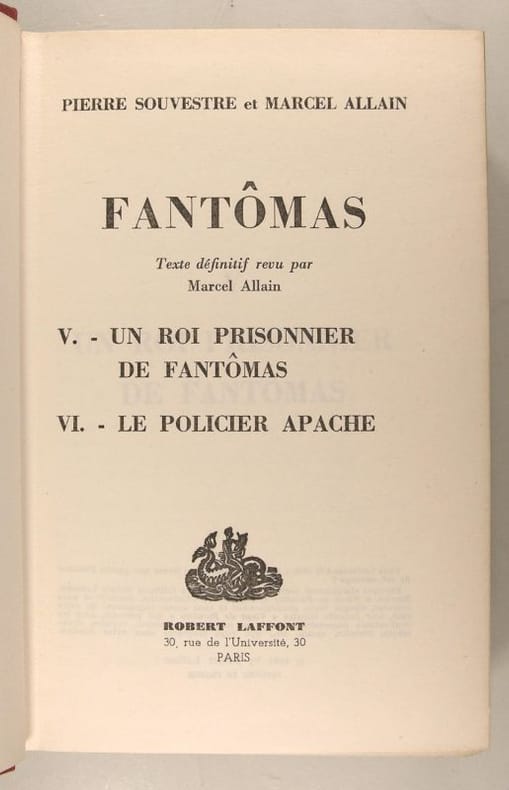 PIERRE SOUVESTRE et MARCEL ALLAIN
FANTÔMAS
Texte définitif revu par
Marcel Allain
V. - UN ROI PRISONNIER
DE FANTÔMAS
VI. - LE POLICIER APACHE
ROBERT LAFFONT
30, rue de l'Université, 30
PARIS